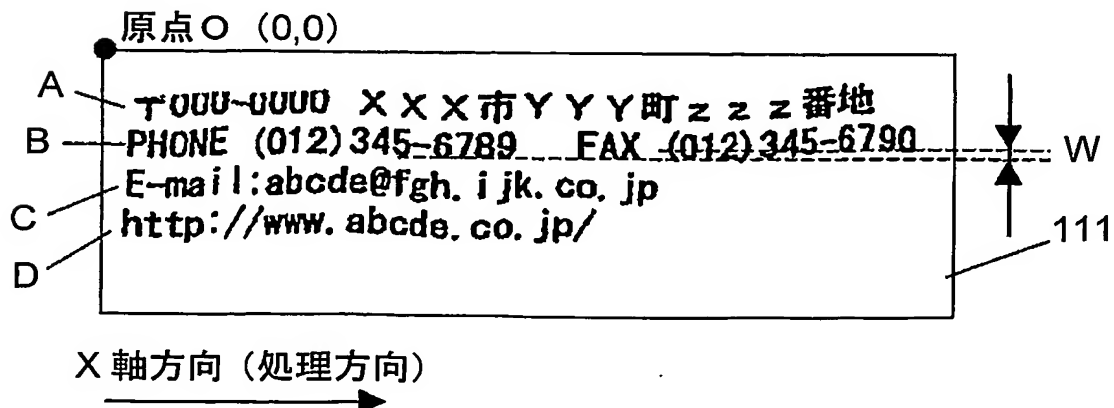 原点O (0,0)
A 〒000-0000 XXX市YYY町zzz番地
B PHONE (012)345-6789 FAX (012)345-6790 W
C E-mail:abcde@fgh.ijk.co.jp
D http://www.abcde.co.jp/
111
X軸方向(処理方向)